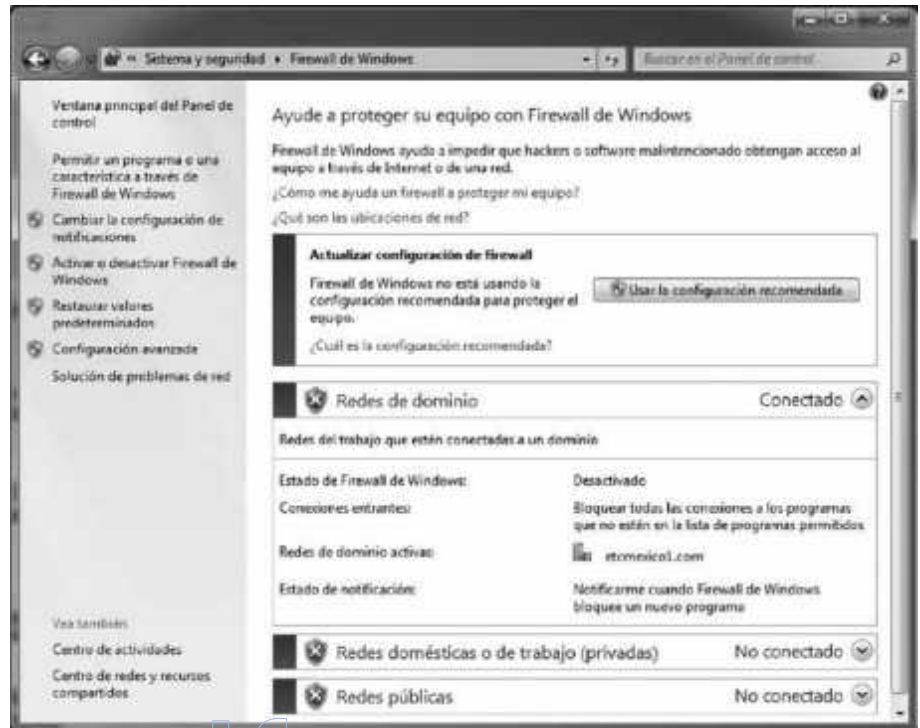 Sistema y seguridad ▸ Firewall de Windows
Buscar en el Panel de control
Ventana principal del Panel de
control
Permitir un programa o una
característica a través de
Firewall de Windows
Cambiar la configuración de
notificaciones
Activar o desactivar Firewall de
Windows
Restaurar valores
predeterminados
Configuración avanzada
Solución de problemas de red
Vea también
Centro de actividades
Centro de redes y recursos
compartidos
Ayude a proteger su equipo con Firewall de Windows
Firewall de Windows ayuda a impedir que hackers o software malintencionado obtengan acceso al
equipo a través de Internet o de una red.
¿Cómo me ayuda un firewall a proteger mi equipo?
¿Qué son las ubicaciones de red?
Actualizar configuración de firewall
Firewall de Windows no está usando la
configuración recomendada para proteger el
equipo.
Usar la configuración recomendada
¿Cuál es la configuración recomendada?
Redes de dominio Conectado
Redes del trabajo que estén conectadas a un dominio
Estado de Firewall de Windows: Desactivado
Conexiones entrantes: Bloquear todas las conexiones a los programas
que no estén en la lista de programas permitidos
Redes de dominio activas: etcmexico1.com
Estado de notificación: Notificarme cuando Firewall de Windows
bloquee un nuevo programa
Redes domésticas o de trabajo (privadas) No conectado
Redes públicas No conectado